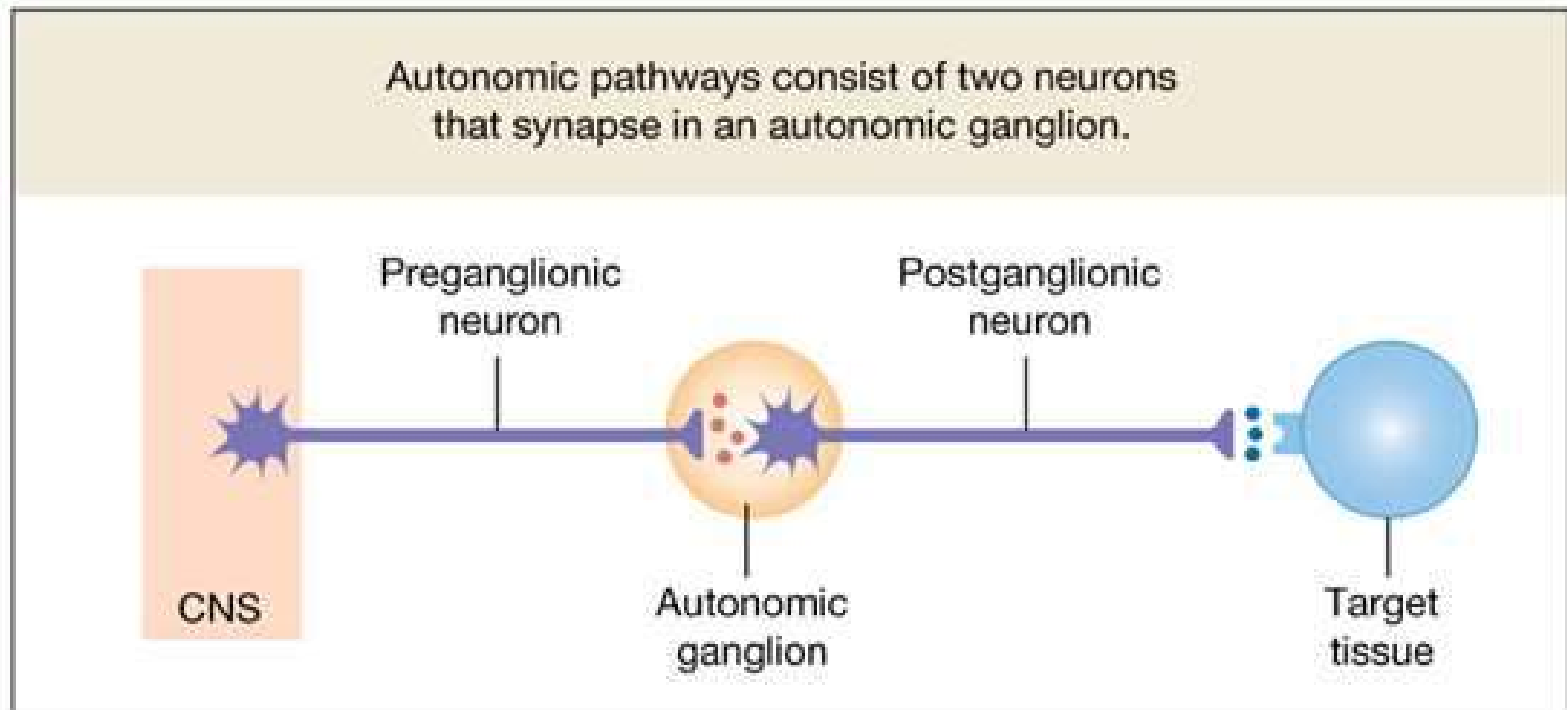 Autonomic pathways consist of two neurons
that synapse in an autonomic ganglion.
Preganglionic
neuron
Postganglionic
neuron
CNS
Autonomic
ganglion
Target
tissue